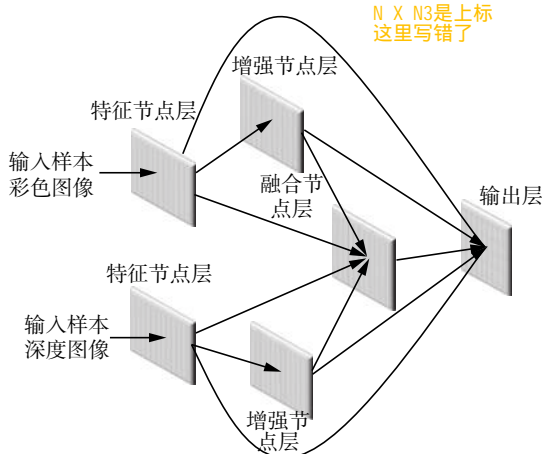 N X N3是上标
这里写错了
增强节点层
特征节点层
输入样本
彩色图像
融合节
点层
输出层
特征节点层
输入样本
深度图像
增强节
点层